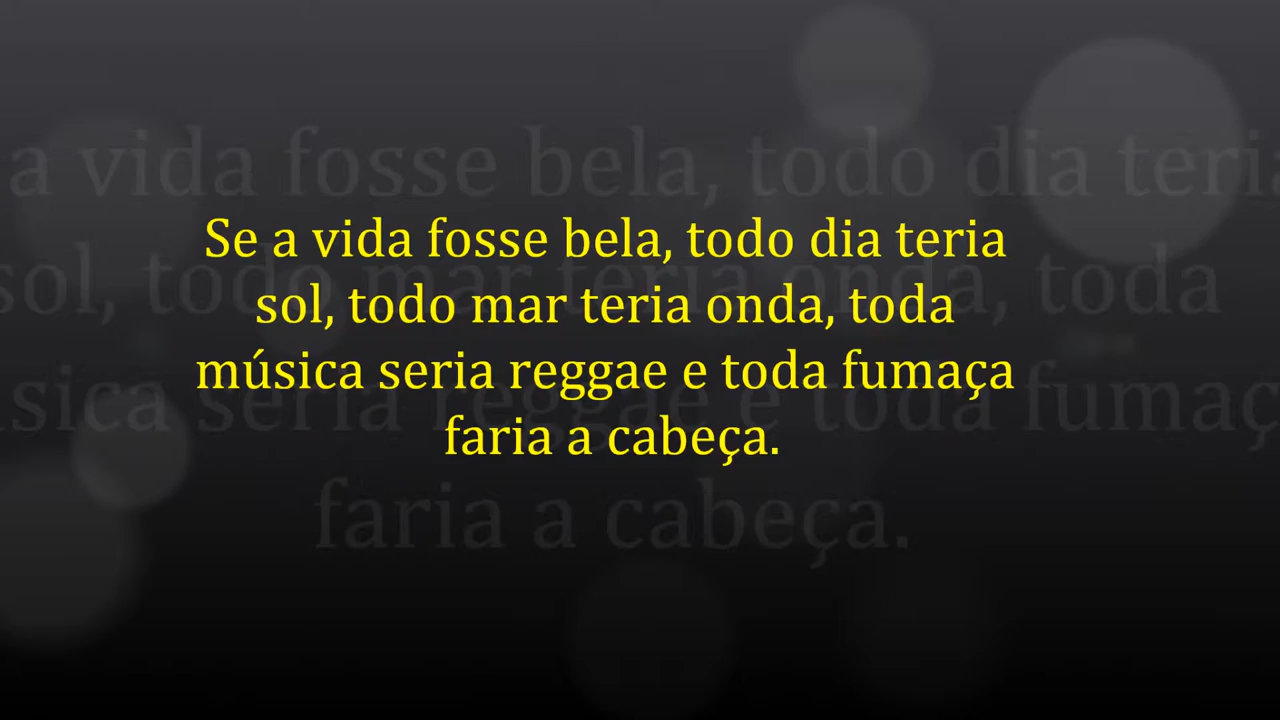 Se a vida fosse bela, todo dia teria
sol, todo mar teria onda, toda
música seria reggae e toda fumaça
faria a cabeça.